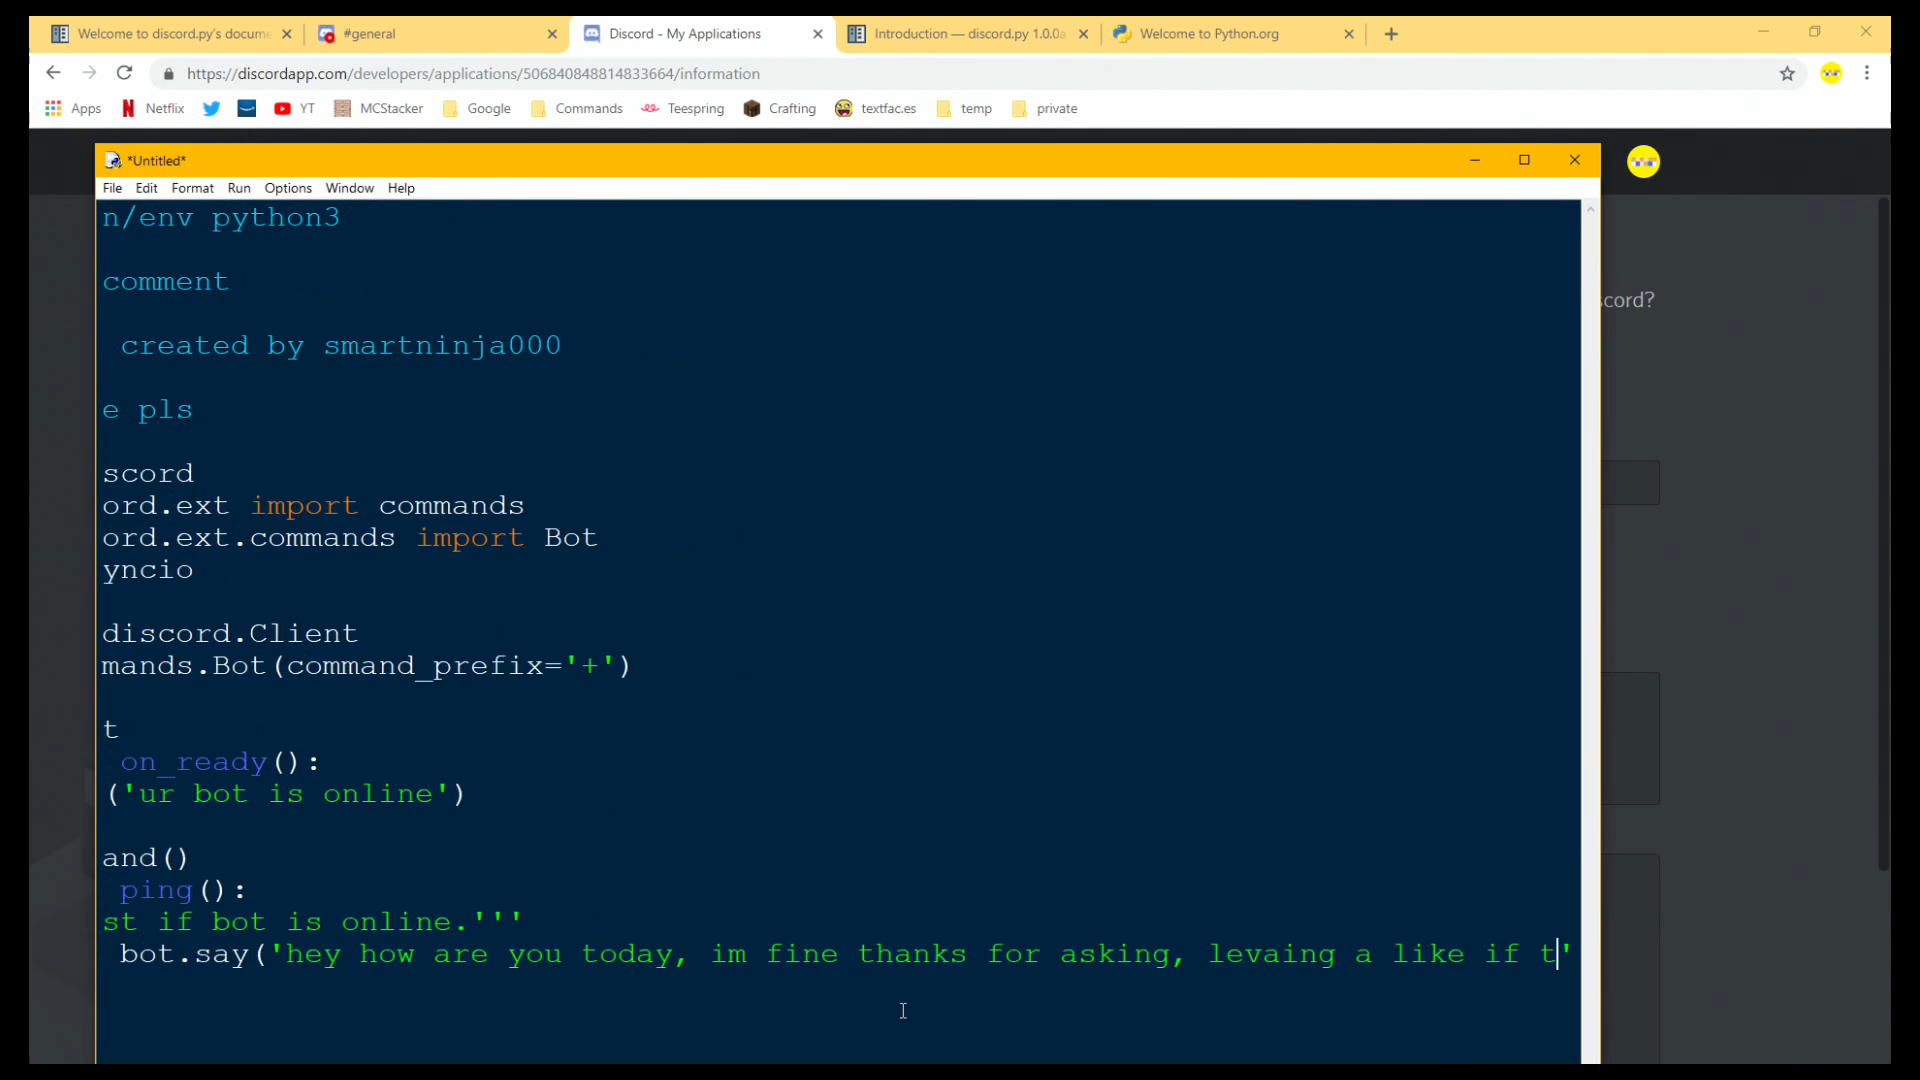 Welcome to discord.py's docume
#general
Discord - My Applications
Introduction — discord.py 1.0.0a
Welcome to Python.org
https://discordapp.com/developers/applications/506840848814833664/information
Apps
Netflix
YT
MCStacker
Google
Commands
Teespring
Crafting
textfac.es
temp
private
*Untitled*
File Edit Format Run Options Window Help
n/env python3
comment
created by smartninja000
e pls
scord
ord.ext import commands
ord.ext.commands import Bot
yncio
discord.Client
mands.Bot(command_prefix='+')
t
on_ready():
('ur bot is online')
and()
ping():
st if bot is online.'''
bot.say('hey how are you today, im fine thanks for asking, levaing a like if t'
scord?